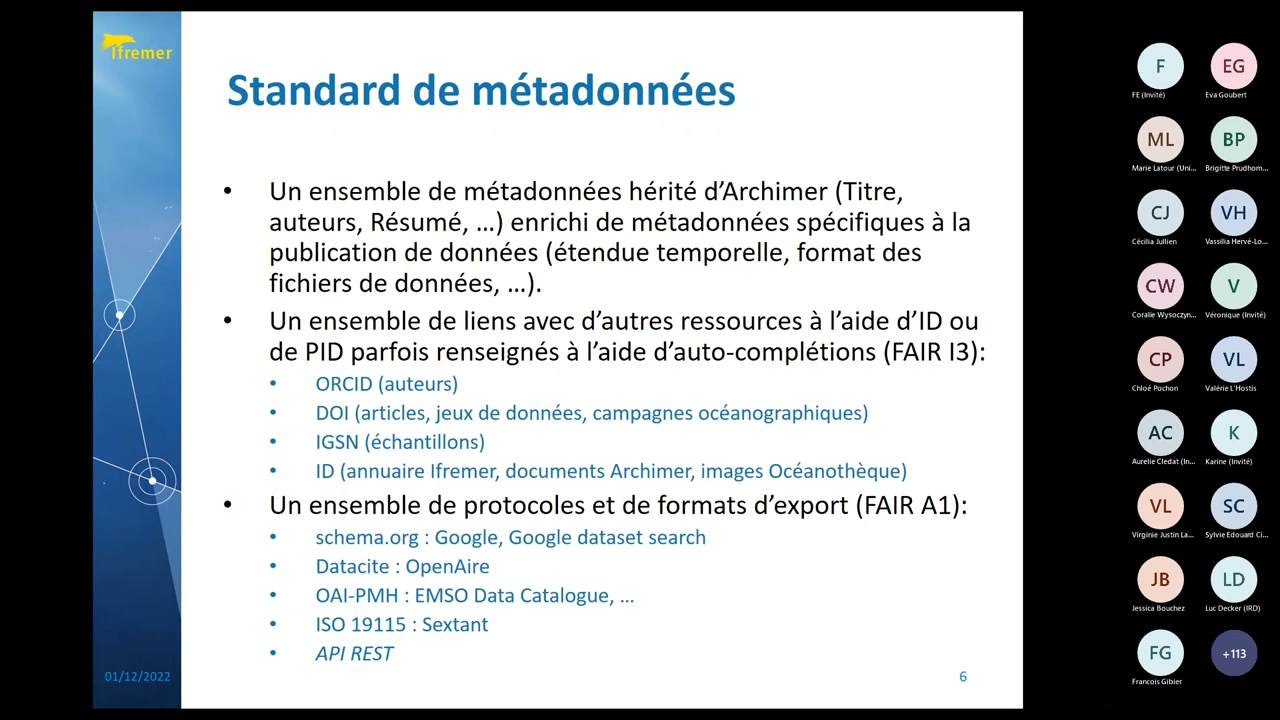 Ifremer
Standard de métadonnées
• Un ensemble de métadonnées hérité d’Archimer (Titre,
auteurs, Résumé, …) enrichi de métadonnées spécifiques à la
publication de données (étendue temporelle, format des
fichiers de données, …).
• Un ensemble de liens avec d’autres ressources à l’aide d’ID ou
de PID parfois renseignés à l’aide d’auto-complétions (FAIR I3):
• ORCID (auteurs)
• DOI (articles, jeux de données, campagnes océanographiques)
• IGSN (échantillons)
• ID (annuaire Ifremer, documents Archimer, images Océanothèque)
• Un ensemble de protocoles et de formats d’export (FAIR A1):
• schema.org : Google, Google dataset search
• Datacite : OpenAire
• OAI-PMH : EMSO Data Catalogue, …
• ISO 19115 : Sextant
• API REST
01/12/2022
6
F
EG
FE (Invité)
Eva Goubert
ML
BP
Marie Latour (Uni...
Brigitte Prudhom...
CJ
VH
Cécilia Jullien
Vassilia Hervé-Lo...
CW
V
Coralie Wysoczyn...
Véronique (Invité)
CP
VL
Chloé Pochon
Valérie L'Hostis
AC
K
Aurelie Cledat (In...
Karine (Invité)
VL
SC
Virginie Justin La...
Sylvie Edouard Ci...
JB
LD
Jessica Bouchez
Luc Decker (IRD)
FG
+113
Francois Gibier